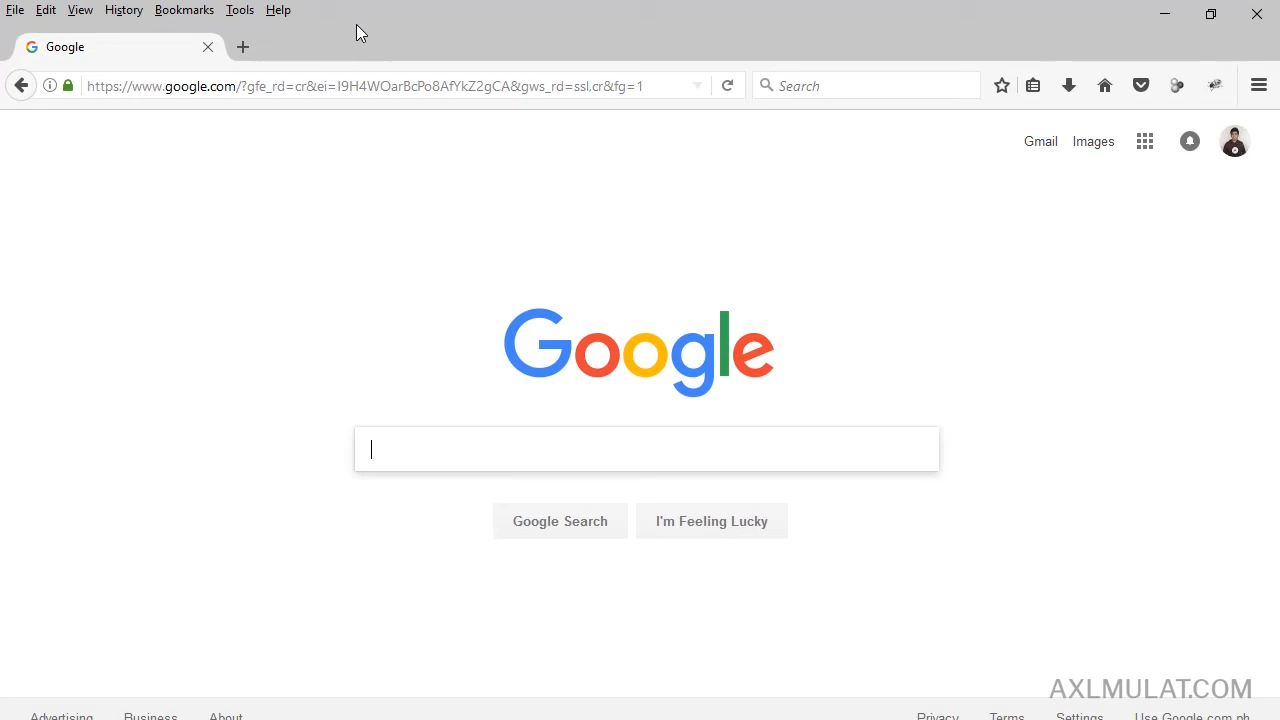 File Edit View History Bookmarks Tools Help
Google
https://www.google.com/?gfe_rd=cr&ei=I9H4WOarBcPo8AfYkZ2gCA&gws_rd=ssl,cr&fg=1 Search
Gmail Images
Google
Google Search I'm Feeling Lucky
AXLMULAT.COM
Advertising Business About Privacy Terms Settings Use Google.com.ph